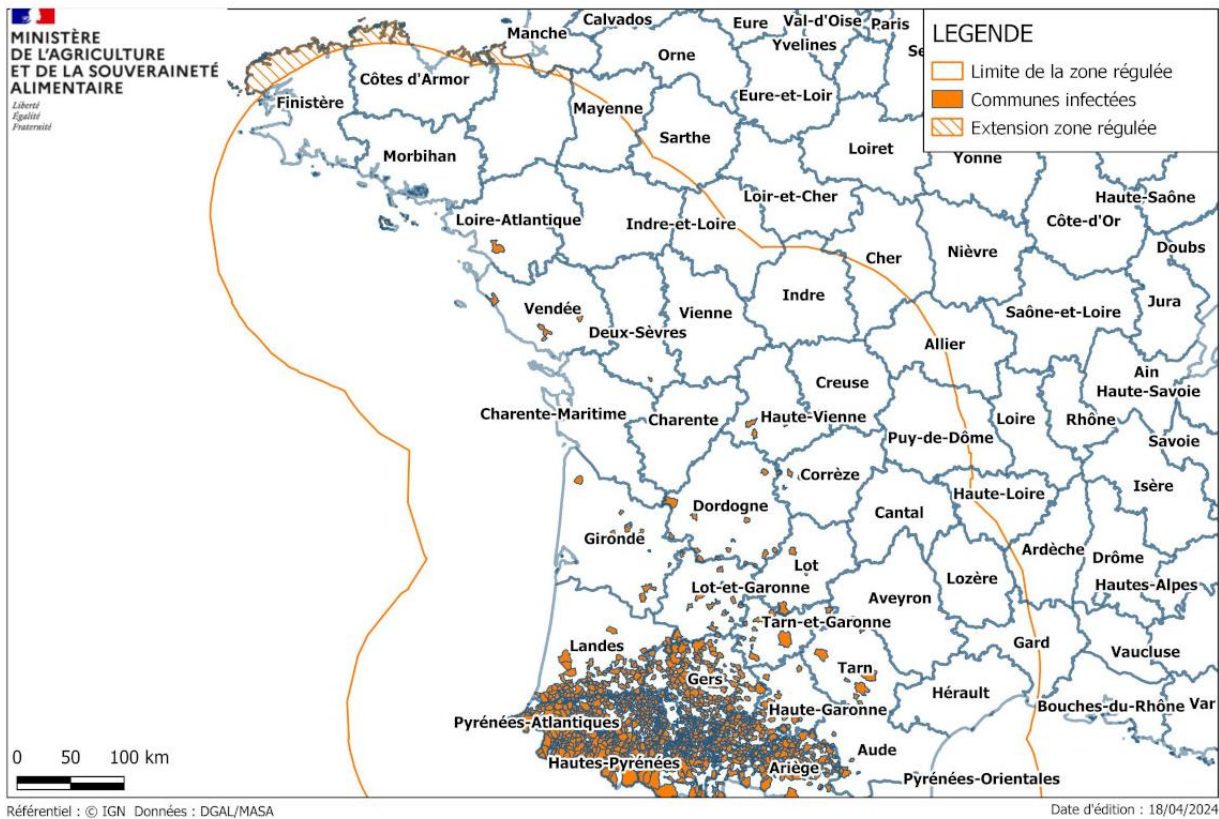 MINISTÈRE
DE L'AGRICULTURE
ET DE LA SOUVERAINETÉ
ALIMENTAIRE
Liberté
Égalité
Fraternité
LEGENDE
Limite de la zone régulée
Communes infectées
Extension zone régulée
Calvados
Eure
Val-d'Oise
Paris
Manche
Orne
Yvelines
Se
Côtes d'Armor
Finistère
Mayenne
Eure-et-Loir
Sarthe
Morbihan
Loiret
Yonne
Loir-et-Cher
Haute-Saône
Loire-Atlantique
Indre-et-Loire
Côte-d'Or
Cher
Nièvre
Doubs
Indre
Vendée
Vienne
Saône-et-Loire
Jura
Deux-Sèvres
Allier
Ain
Creuse
Haute-Savoie
Charente-Maritime
Charente
Haute-Vienne
Loire
Rhône
Puy-de-Dôme
Savoie
Corrèze
Isère
Haute-Loire
Dordogne
Cantal
Gironde
Ardèche
Drôme
Lot
Lozère
Hautes-Alpes
Lot-et-Garonne
Aveyron
Tarn-et-Garonne
Landes
Gard
Vaucluse
Tarn
Gers
Hérault
Haute-Garonne
Bouches-du-Rhône
Var
Pyrénées-Atlantiques
Aude
Hautes-Pyrénées
Ariège
Pyrénées-Orientales
0 50 100 km
Référentiel : © IGN Données : DGAL/MASA
Date d'édition : 18/04/2024